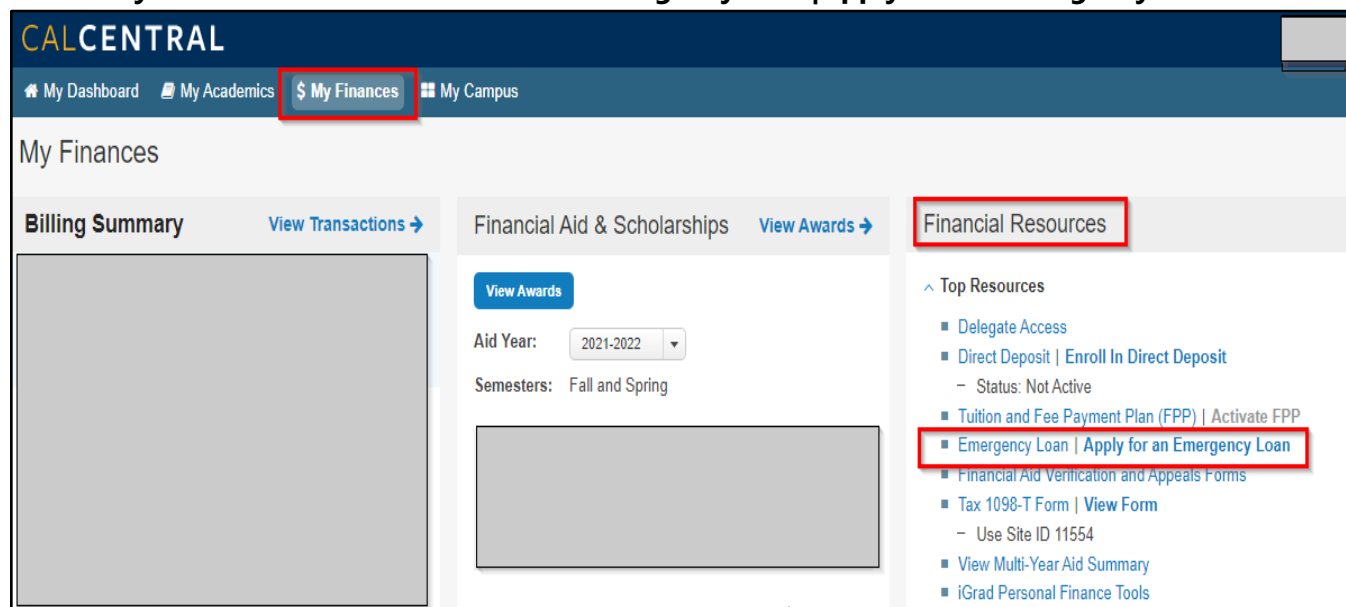 CALCENTRAL
My Dashboard My Academics $ My Finances My Campus
My Finances
Billing Summary View Transactions →
Financial Aid & Scholarships View Awards →
View Awards
Aid Year: 2021-2022
Semesters: Fall and Spring
Financial Resources
Top Resources
Delegate Access
Direct Deposit | Enroll In Direct Deposit
– Status: Not Active
Tuition and Fee Payment Plan (FPP) | Activate FPP
Emergency Loan | Apply for an Emergency Loan
Financial Aid Verification and Appeals Forms
Tax 1098-T Form | View Form
– Use Site ID 11554
View Multi-Year Aid Summary
iGrad Personal Finance Tools